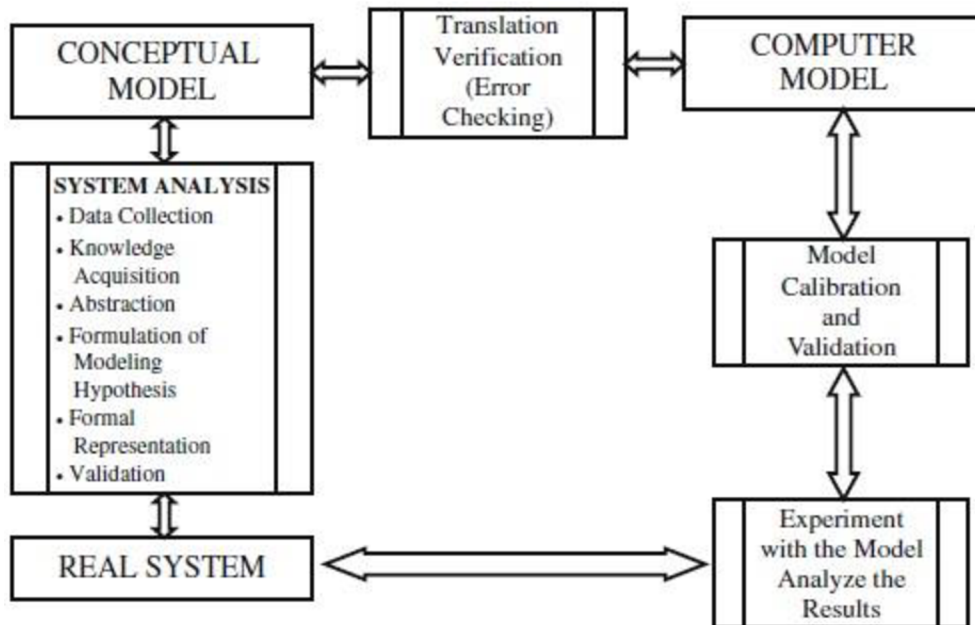 CONCEPTUAL
MODEL
Translation
Verification
(Error
Checking)
COMPUTER
MODEL
SYSTEM ANALYSIS
• Data Collection
• Knowledge
Acquisition
• Abstraction
• Formulation of
Modeling
Hypothesis
• Formal
Representation
• Validation
Model
Calibration
and
Validation
REAL SYSTEM
Experiment
with the Model
Analyze the
Results